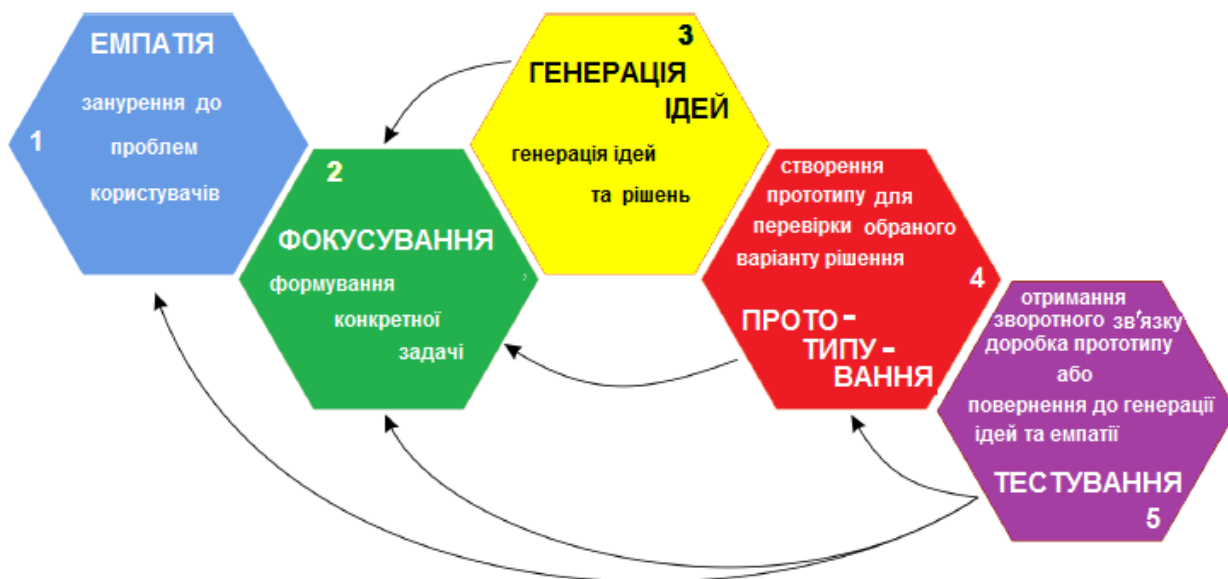 ЕМПАТІЯ
занурення до
1
проблем
користувачів
2
ФОКУСУВАННЯ
формування
конкретної
задачі
3
ГЕНЕРАЦІЯ
ІДЕЙ
генерація ідей
та рішень
створення
прототипу для
перевірки обраного
варіанту рішення
4
ПРОТО-
ТИПУ-
ВАННЯ
отримання
зворотного зв'язку
доробка прототипу
або
повернення до генерації
ідей та емпатії
ТЕСТУВАННЯ
5